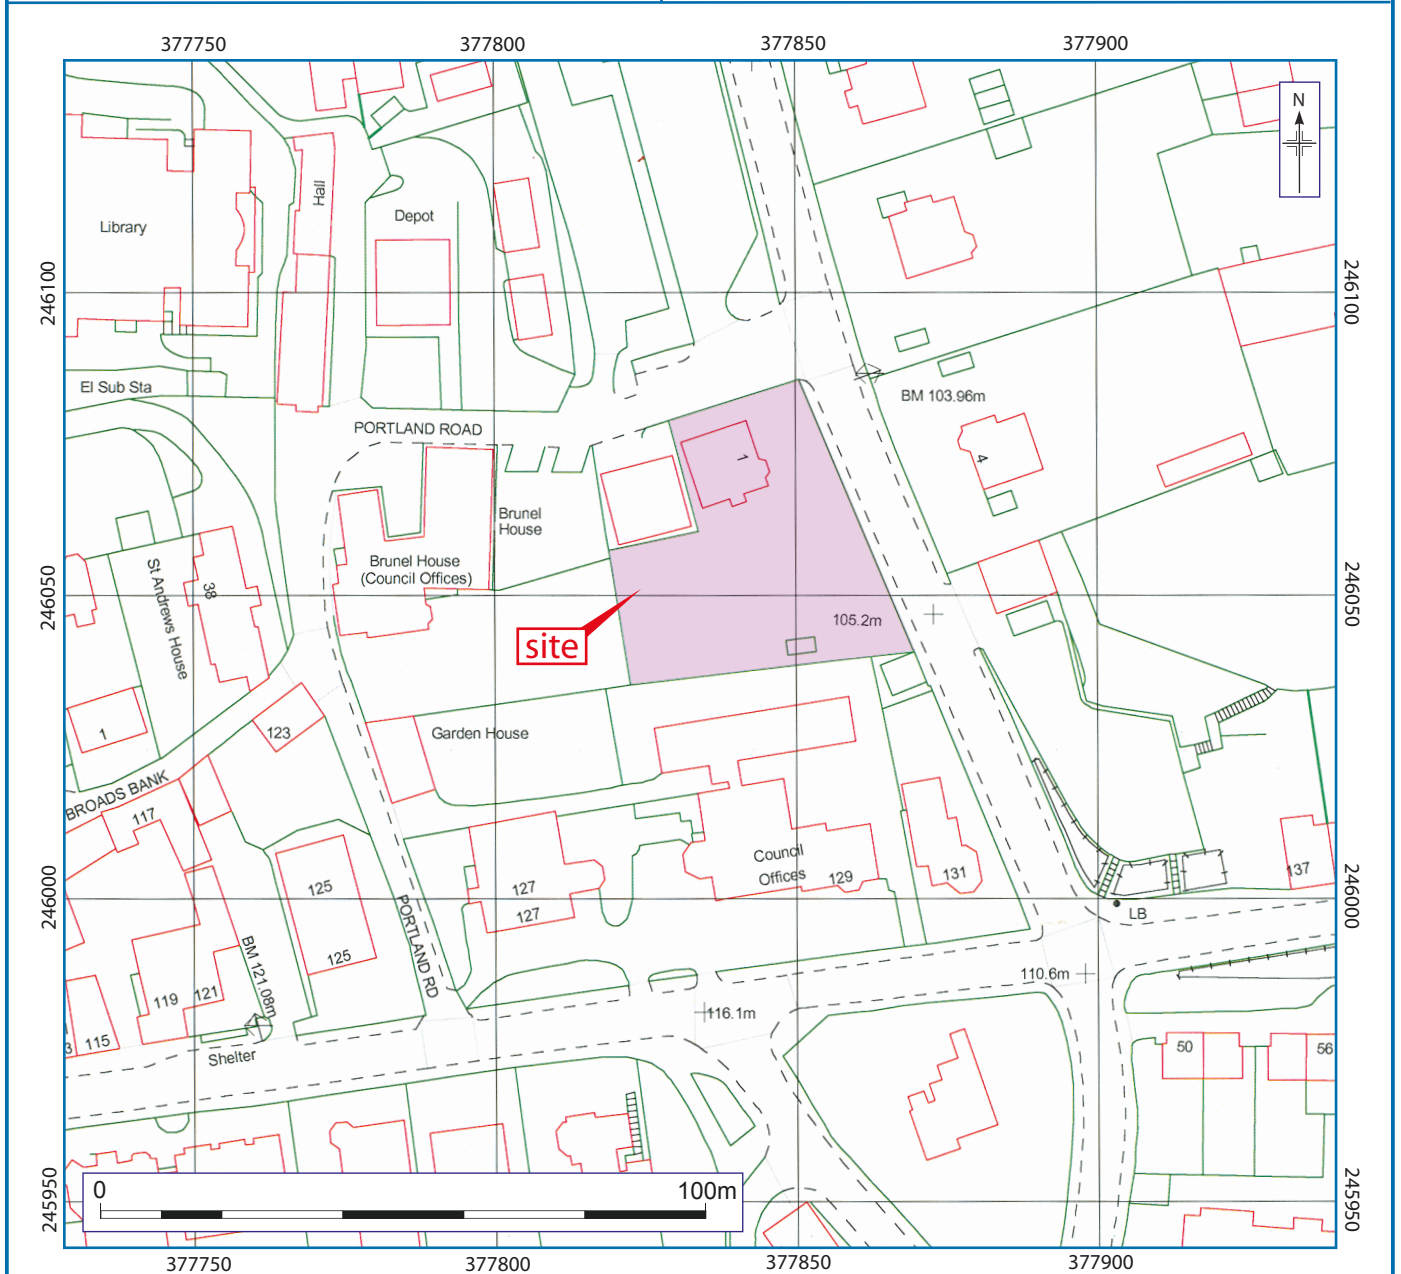 377750
377800
377850
377900
N
Hall
Library
Depot
246100
246100
El Sub Sta
BM 103.96m
PORTLAND ROAD
1
4
Brunel
House
Brunel House
(Council Offices)
St Andrews House
38
246050
246050
105.2m
site
1
123
Garden House
BROADS BANK
117
Council
Offices
129
131
137
125
127
127
246000
246000
LB
PORTLAND RD
BM 121.08m
125
119
121
110.6m
116.1m
3
115
Shelter
50
56
0
100m
245950
245950
377750
377800
377850
377900